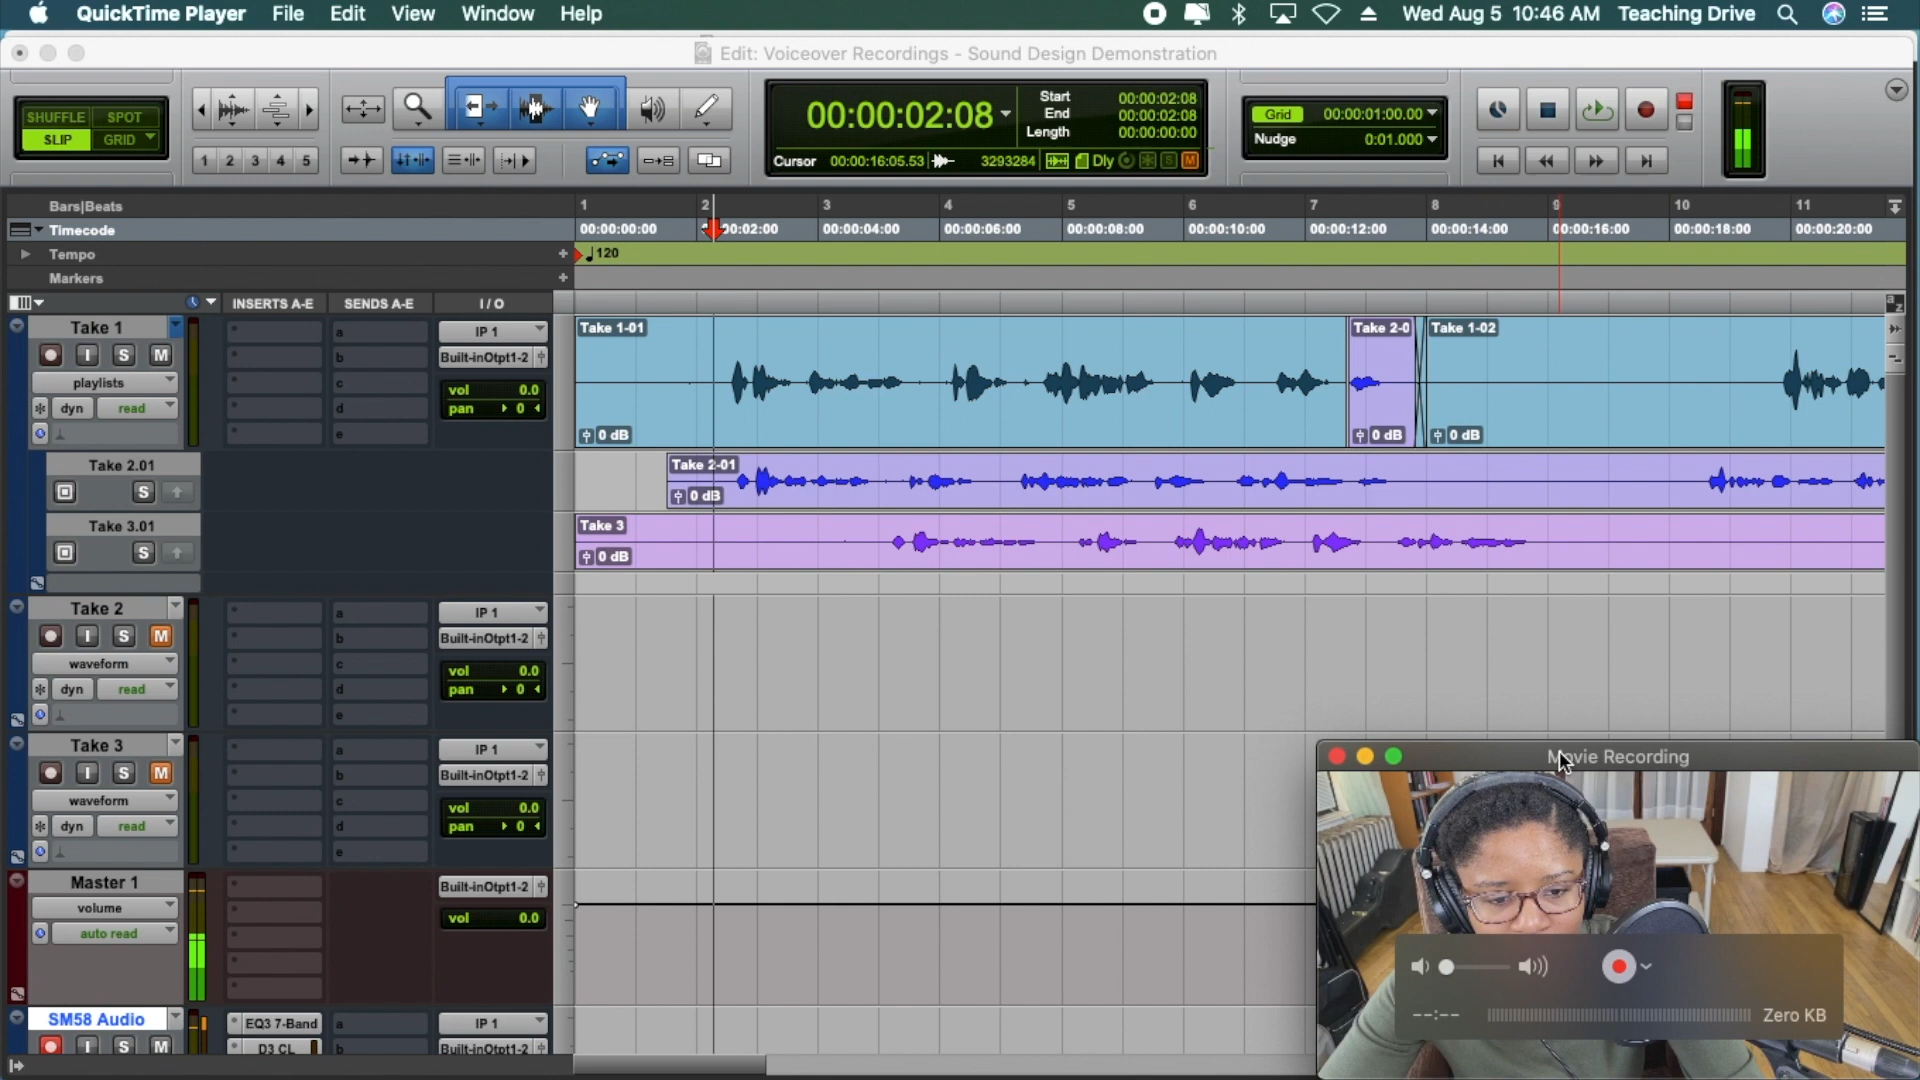 QuickTime Player File Edit View Window Help Wed Aug 5 10:46 AM Teaching Drive
Edit: Voiceover Recordings - Sound Design Demonstration
SHUFFLE SPOT
SLIP GRID
1 2 3 4 5
00:00:02:08
Start 00:00:02:08
End 00:00:02:08
Length 00:00:00:00
Cursor 00:00:16:05.53 3293284 Dly S M
Grid 00:00:01:00.00
Nudge 0:01.000
Bars|Beats 1 2 3 4 5 6 7 8 9 10 11
Timecode 00:00:00:00 00:02:00 00:00:04:00 00:00:06:00 00:00:08:00 00:00:10:00 00:00:12:00 00:00:14:00 00:00:16:00 00:00:18:00 00:00:20:00
Tempo + 120
Markers +
INSERTS A-E SENDS A-E I / O
a z
Take 1
I S M
playlists
dyn read
a b c d e
IP 1
Built-inOtpt1-2
vol 0.0
pan 0
Take 1-01 Take 2-0 Take 1-02
0 dB 0 dB 0 dB
Take 2.01
S
Take 2-01
0 dB
Take 3.01
S
Take 3
0 dB
Take 2
I S M
waveform
dyn read
a b c d e
IP 1
Built-inOtpt1-2
vol 0.0
pan 0
Take 3
I S M
waveform
dyn read
a b c d e
IP 1
Built-inOtpt1-2
vol 0.0
pan 0
Master 1
volume
auto read
Built-inOtpt1-2
vol 0.0
SM58 Audio
I S M
EQ3 7-Band
D3 CL
a
b
IP 1
Built-inOtpt1-2
Movie Recording
--:-- Zero KB